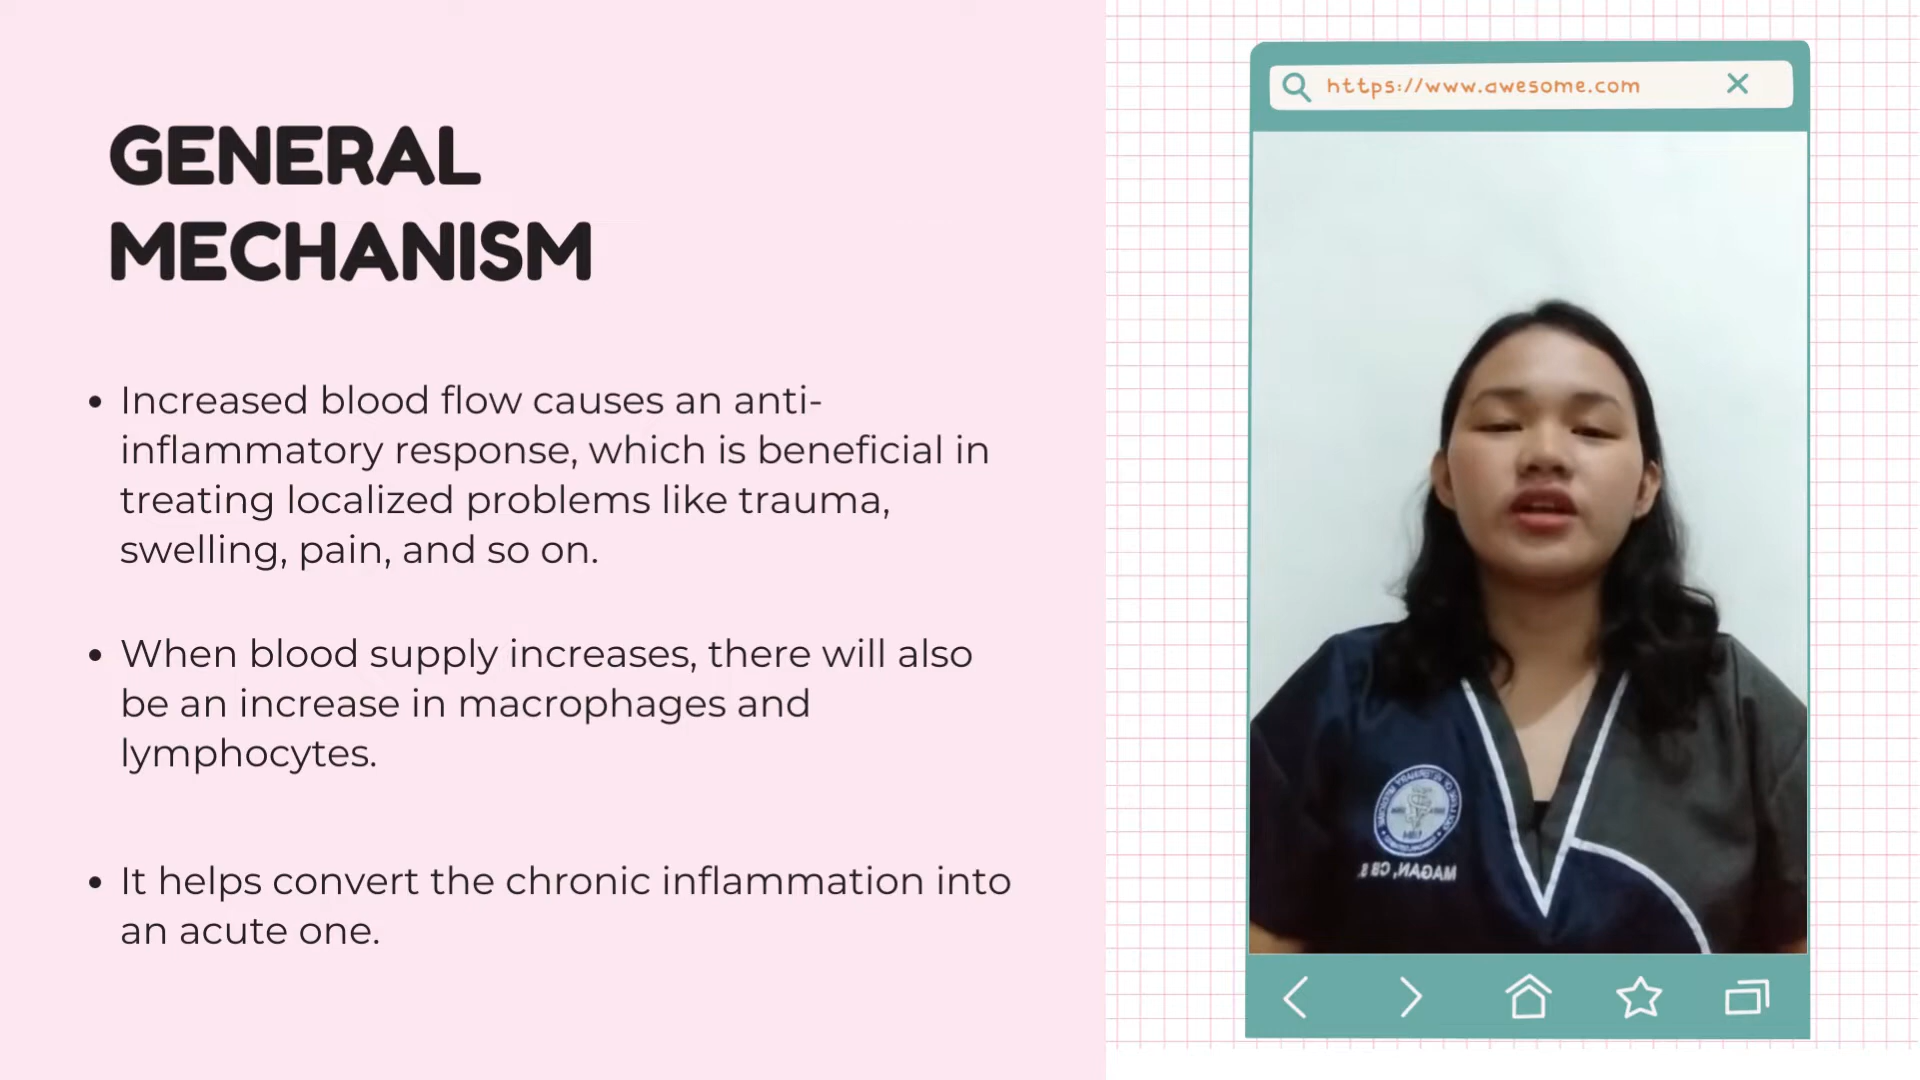 GENERAL
MECHANISM
• Increased blood flow causes an anti-
inflammatory response, which is beneficial in
treating localized problems like trauma,
swelling, pain, and so on.
• When blood supply increases, there will also
be an increase in macrophages and
lymphocytes.
• It helps convert the chronic inflammation into
an acute one.
https://www.awesome.com
MAGAN, CB